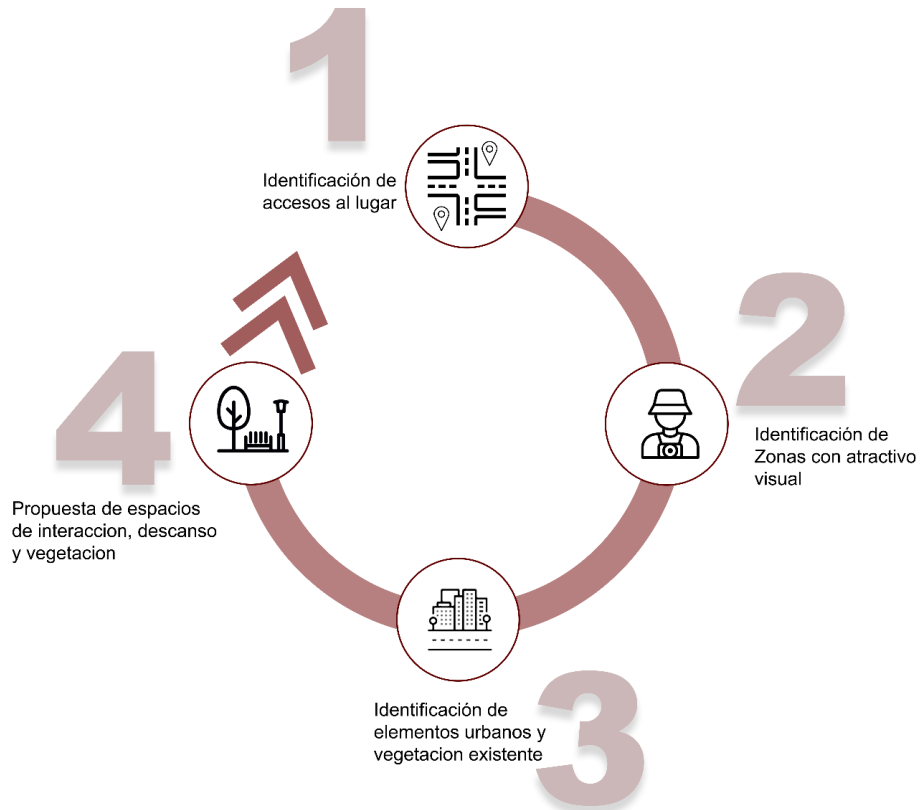 1
Identificación de
accesos al lugar
2
Identificación de
Zonas con atractivo
visual
3
Identificación de
elementos urbanos y
vegetacion existente
4
Propuesta de espacios
de interaccion, descanso
y vegetacion